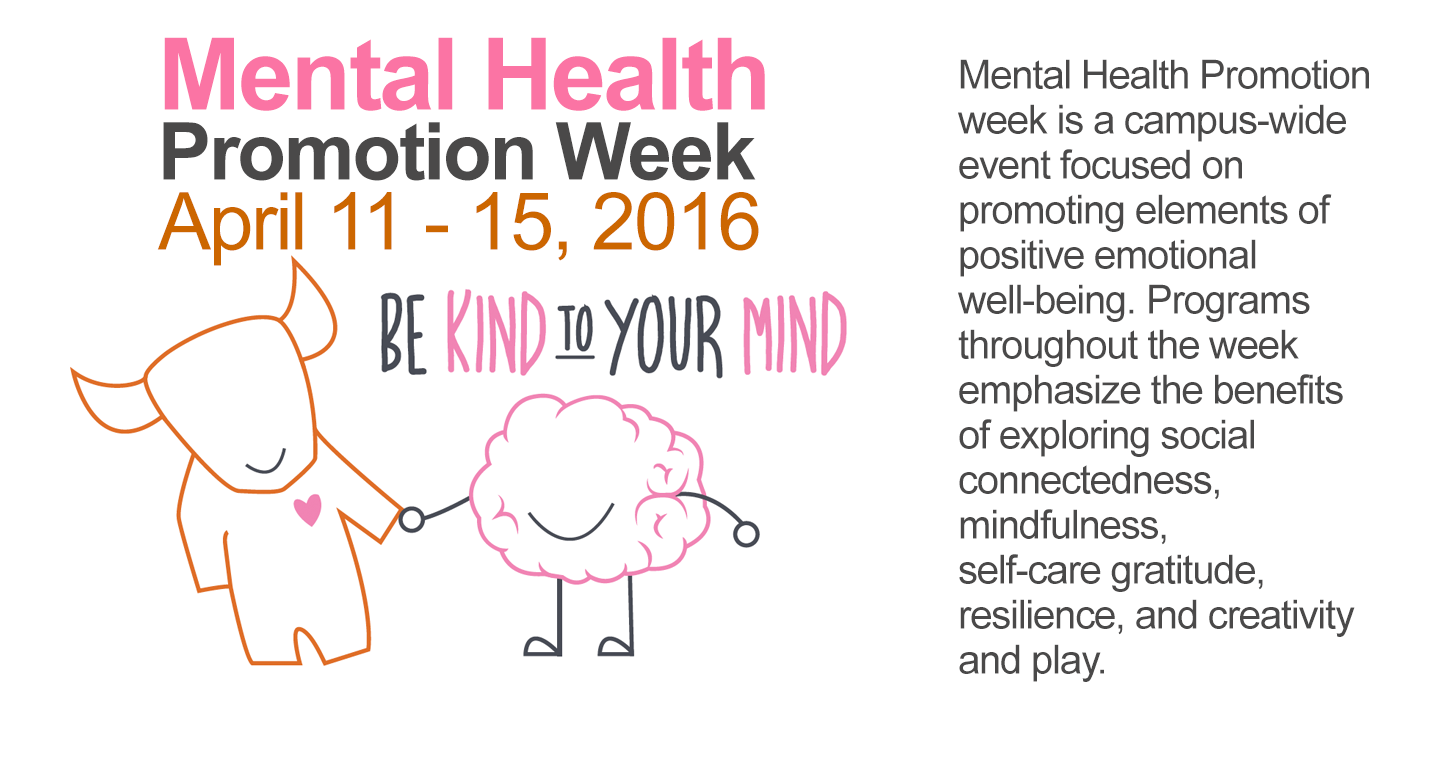 Mental Health
Promotion Week
April 11 - 15, 2016
BE KIND TO YOUR MIND
Mental Health Promotion
week is a campus-wide
event focused on
promoting elements of
positive emotional
well-being. Programs
throughout the week
emphasize the benefits
of exploring social
connectedness,
mindfulness,
self-care gratitude,
resilience, and creativity
and play.